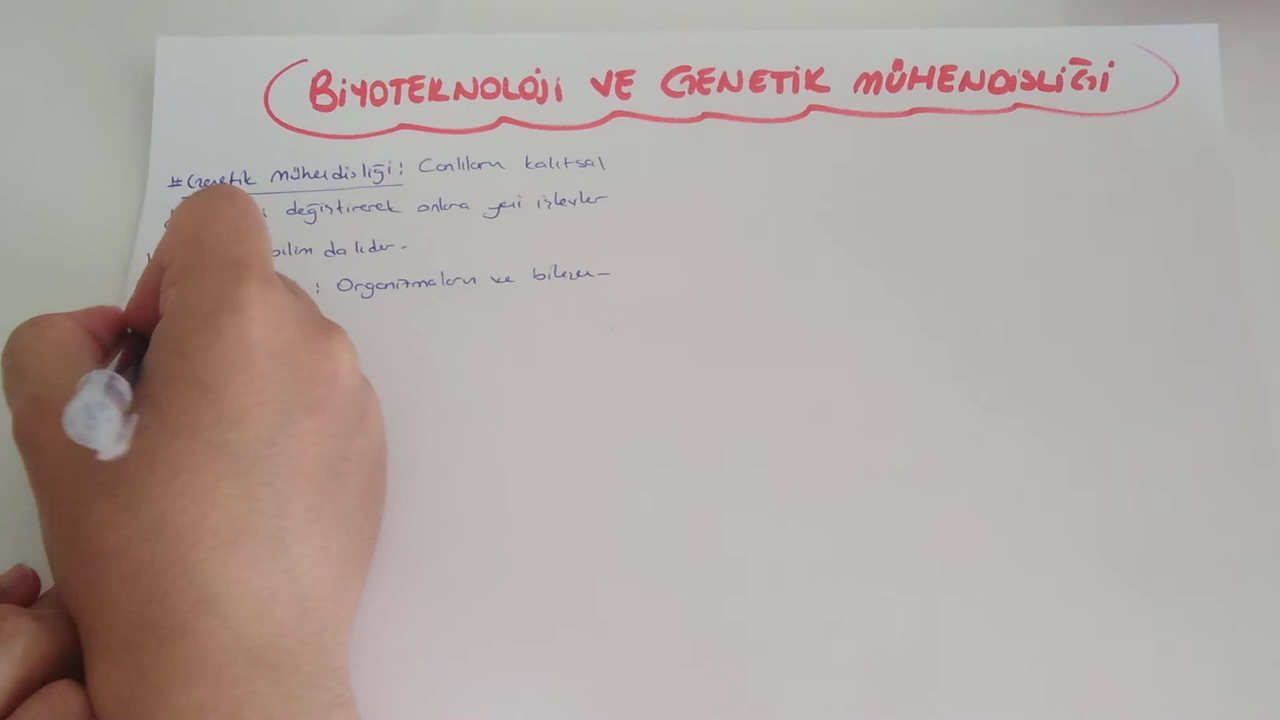 BİYOTEKNOLOJİ VE GENETİK MÜHENDİSLİĞİ
#Genetik mühendisliği: Canlıların kalıtsal
değiştirerek onlara yeni işlevler
bilim dalıdır.
: Organizmaların ve bileşen-